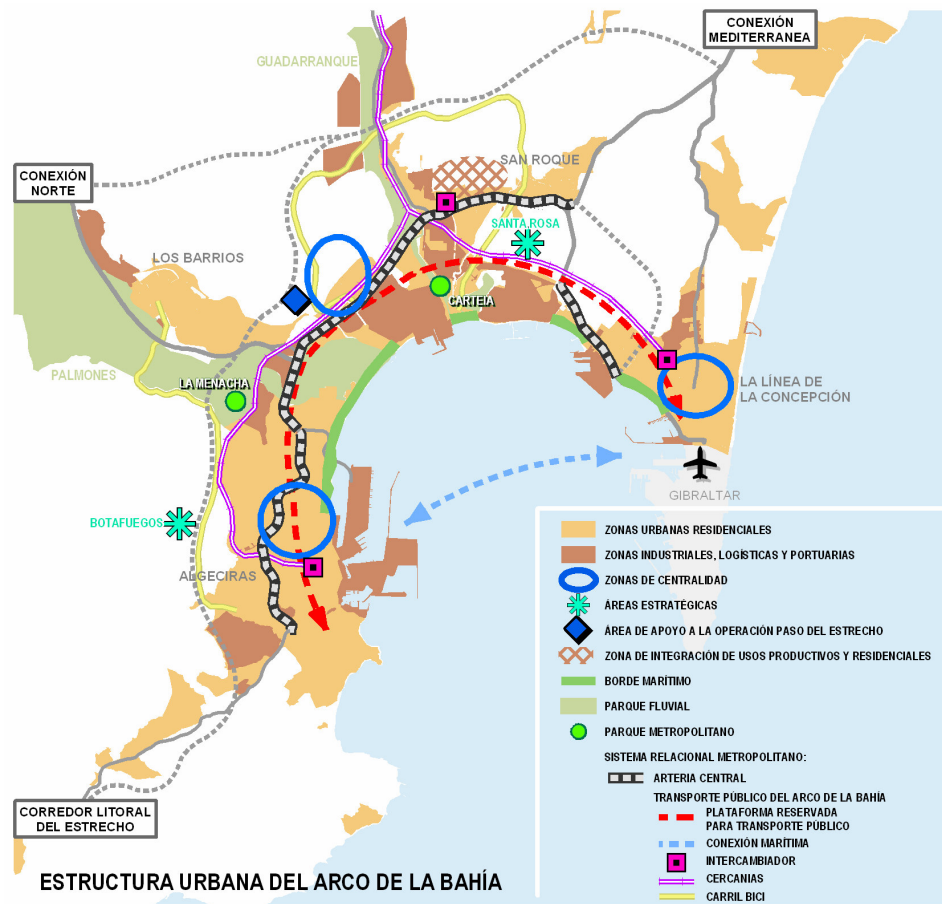 CONEXIÓN
MEDITERRANEA
GUADARRANQUE
SAN ROQUE
CONEXIÓN
NORTE
SANTA ROSA
LOS BARRIOS
CARTEIA
PALMONES
LA MENACHA
LA LÍNEA DE
LA CONCEPCIÓN
GIBRALTAR
BOTAFUEGOS
ALGECIRAS
ZONAS URBANAS RESIDENCIALES
ZONAS INDUSTRIALES, LOGÍSTICAS Y PORTUARIAS
ZONAS DE CENTRALIDAD
ÁREAS ESTRATÉGICAS
ÁREA DE APOYO A LA OPERACIÓN PASO DEL ESTRECHO
ZONA DE INTEGRACIÓN DE USOS PRODUCTIVOS Y RESIDENCIALES
BORDE MARÍTIMO
PARQUE FLUVIAL
PARQUE METROPOLITANO
SISTEMA RELACIONAL METROPOLITANO:
ARTERIA CENTRAL
TRANSPORTE PÚBLICO DEL ARCO DE LA BAHÍA
PLATAFORMA RESERVADA
PARA TRANSPORTE PÚBLICO
CONEXIÓN MARÍTIMA
INTERCAMBIADOR
CERCANIAS
CARRIL BICI
CORREDOR LITORAL
DEL ESTRECHO
ESTRUCTURA URBANA DEL ARCO DE LA BAHÍA